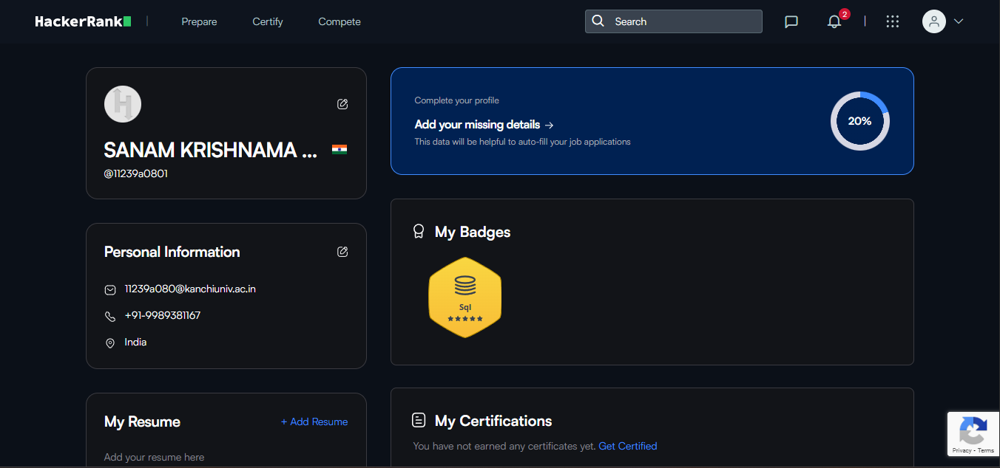 HackerRank
Prepare
Certify
Compete
Search
2
SANAM KRISHNAMA ...
@11239a0801
Complete your profile
Add your missing details →
This data will be helpful to auto-fill your job applications
20%
Personal Information
11239a080@kanchiuniv.ac.in
+91-9989381167
India
My Badges
Sql
★★★★★
My Resume
+ Add Resume
Add your resume here
My Certifications
You have not earned any certificates yet. Get Certified
Privacy - Terms